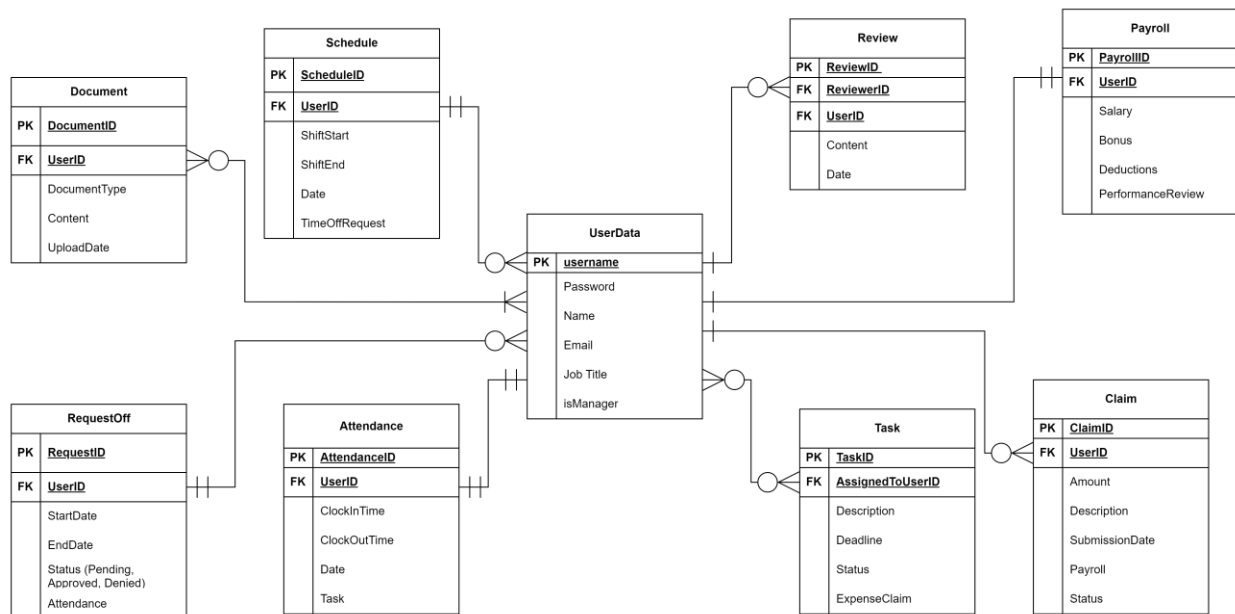 Document
PK DocumentID
FK UserID
DocumentType
Content
UploadDate
Schedule
PK ScheduleID
FK UserID
ShiftStart
ShiftEnd
Date
TimeOffRequest
Review
PK ReviewID
FK ReviewerID
FK UserID
Content
Date
Payroll
PK PayrollID
FK UserID
Salary
Bonus
Deductions
PerformanceReview
UserData
PK username
Password
Name
Email
Job Title
isManager
RequestOff
PK RequestID
FK UserID
StartDate
EndDate
Status (Pending,
Approved, Denied)
Attendance
Attendance
PK AttendanceID
FK UserID
ClockInTime
ClockOutTime
Date
Task
Task
PK TaskID
FK AssignedToUserID
Description
Deadline
Status
ExpenseClaim
Claim
PK ClaimID
FK UserID
Amount
Description
SubmissionDate
Payroll
Status